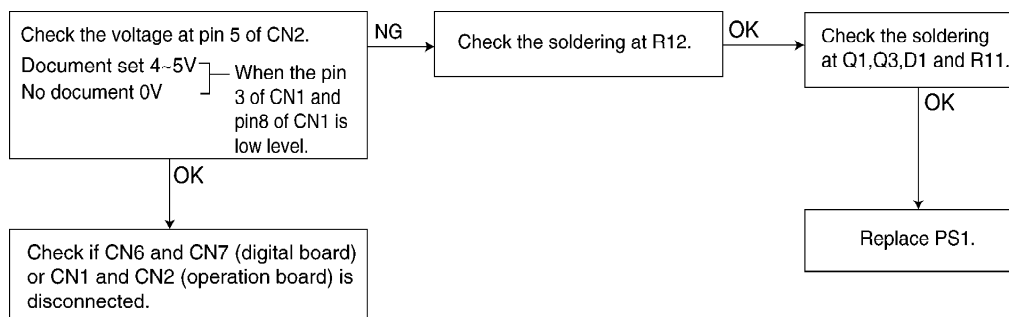 Check the voltage at pin 5 of CN2.
Document set 4~5V
No document 0V
When the pin
3 of CN1 and
pin8 of CN1 is
low level.
NG
Check the soldering at R12.
OK
Check the soldering
at Q1,Q3,D1 and R11.
OK
OK
Check if CN6 and CN7 (digital board)
or CN1 and CN2 (operation board) is
disconnected.
Replace PS1.